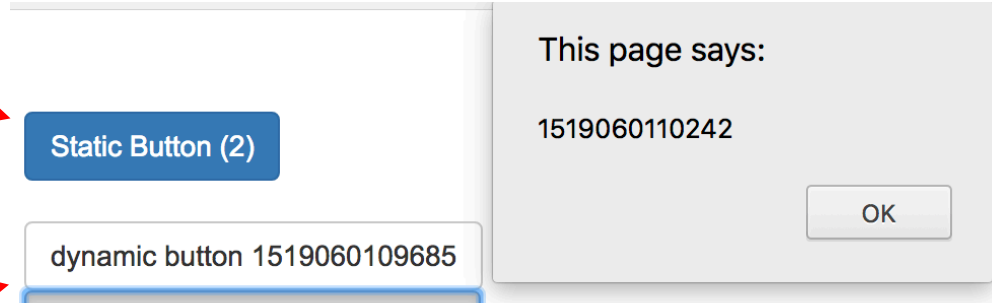 This page says:
1519060110242
OK
Static Button (2)
dynamic button 1519060109685